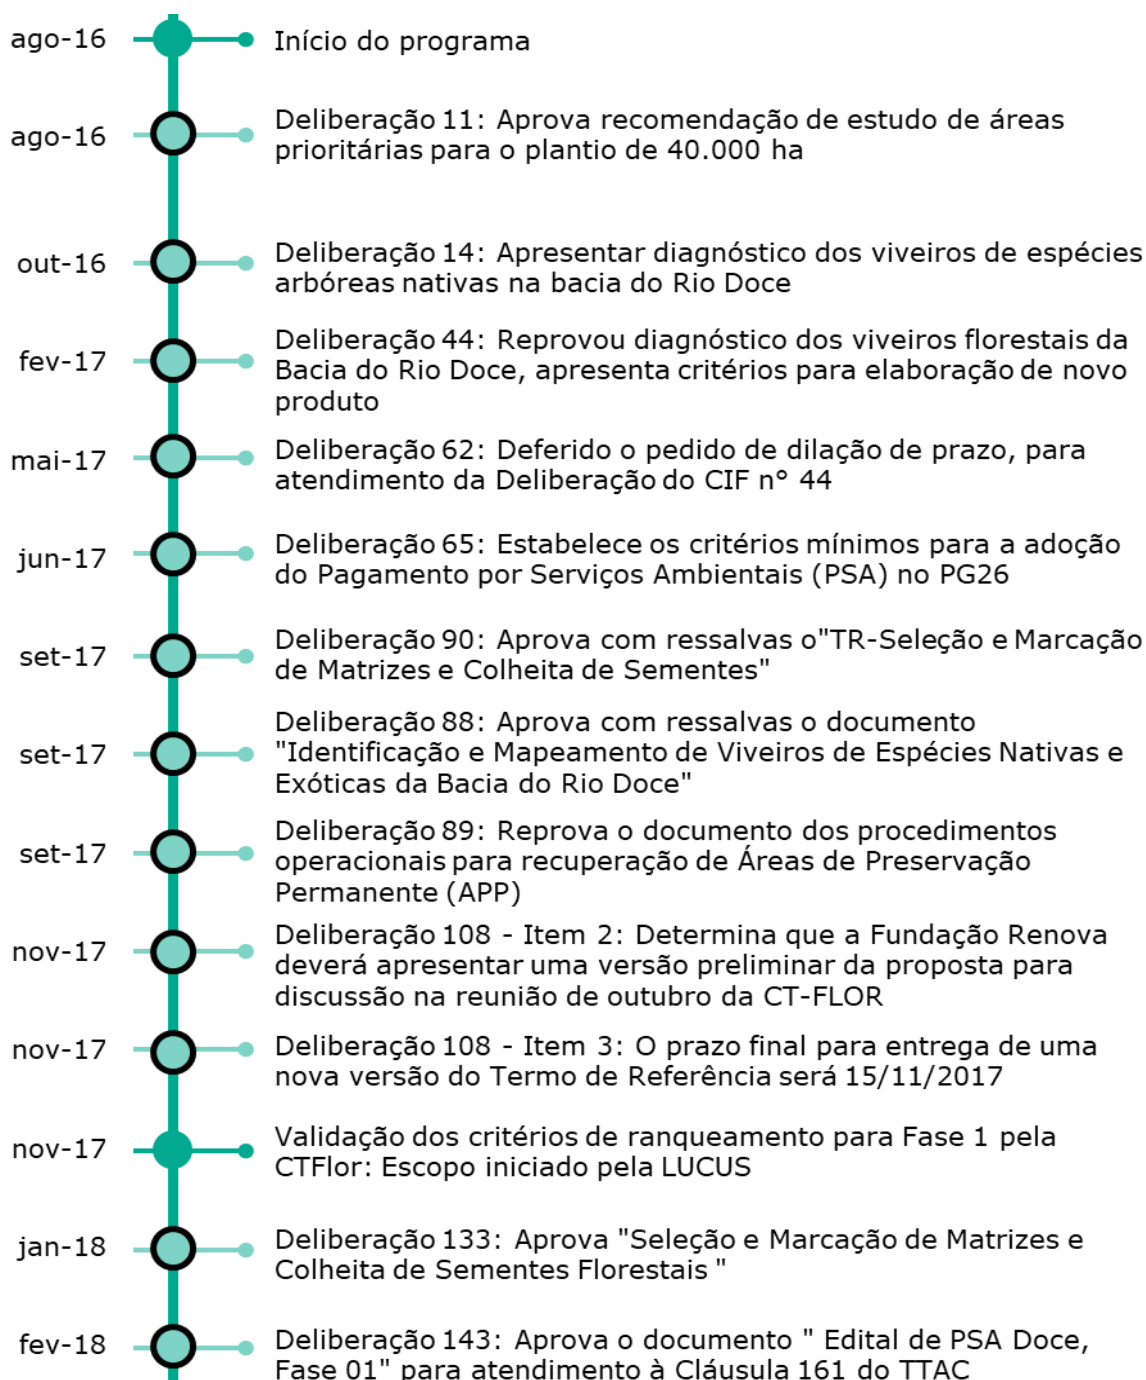 ago-16 Início do programa
ago-16 Deliberação 11: Aprova recomendação de estudo de áreas
prioritárias para o plantio de 40.000 ha
out-16 Deliberação 14: Apresentar diagnóstico dos viveiros de espécies
arbóreas nativas na bacia do Rio Doce
fev-17 Deliberação 44: Reprovou diagnóstico dos viveiros florestais da
Bacia do Rio Doce, apresenta critérios para elaboração de novo
produto
mai-17 Deliberação 62: Deferido o pedido de dilação de prazo, para
atendimento da Deliberação do CIF n° 44
jun-17 Deliberação 65: Estabelece os critérios mínimos para a adoção
do Pagamento por Serviços Ambientais (PSA) no PG26
set-17 Deliberação 90: Aprova com ressalvas o"TR-Seleção e Marcação
de Matrizes e Colheita de Sementes"
set-17 Deliberação 88: Aprova com ressalvas o documento
"Identificação e Mapeamento de Viveiros de Espécies Nativas e
Exóticas da Bacia do Rio Doce"
set-17 Deliberação 89: Reprova o documento dos procedimentos
operacionais para recuperação de Áreas de Preservação
Permanente (APP)
nov-17 Deliberação 108 - Item 2: Determina que a Fundação Renova
deverá apresentar uma versão preliminar da proposta para
discussão na reunião de outubro da CT-FLOR
nov-17 Deliberação 108 - Item 3: O prazo final para entrega de uma
nova versão do Termo de Referência será 15/11/2017
nov-17 Validação dos critérios de ranqueamento para Fase 1 pela
CTFlor: Escopo iniciado pela LUCUS
jan-18 Deliberação 133: Aprova "Seleção e Marcação de Matrizes e
Colheita de Sementes Florestais "
fev-18 Deliberação 143: Aprova o documento " Edital de PSA Doce,
Fase 01" para atendimento à Cláusula 161 do TTAC